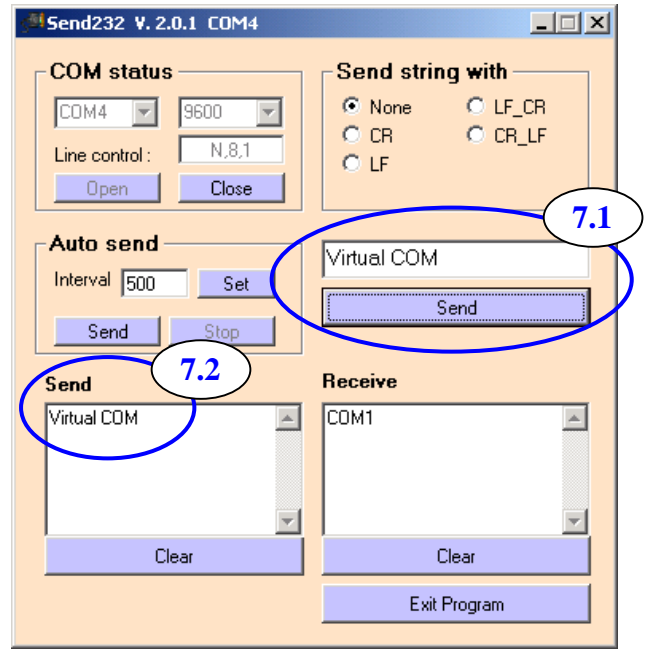 Send232 V. 2.0.1 COM4
COM status
COM4 9600
Line control : N,8,1
Open Close
Send string with
None LF_CR
CR CR_LF
LF
7.1
Auto send
Interval 500 Set
Send Stop
Virtual COM
Send
7.2
Send
Virtual COM
Clear
Receive
COM1
Clear
Exit Program